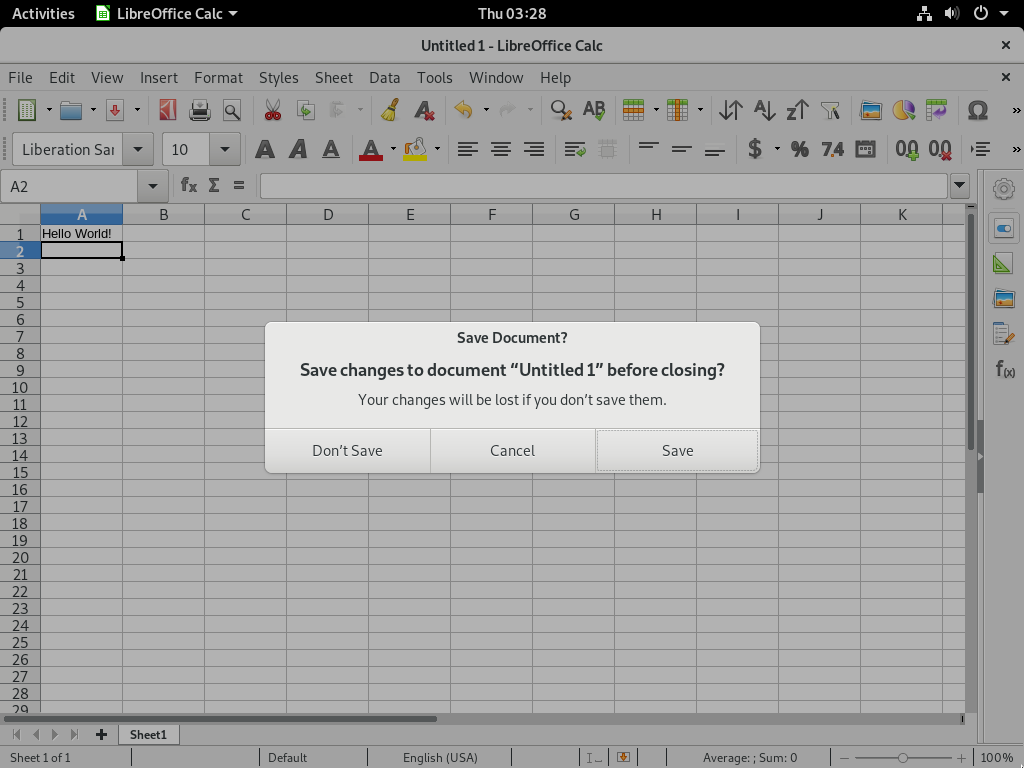 Activities LibreOffice Calc Thu 03:28
Untitled 1 - LibreOffice Calc
File Edit View Insert Format Styles Sheet Data Tools Window Help
Liberation Sar 10
$ % 7.4
A2 fx Σ =
A B C D E F G H I J K
1 Hello World!
2
3
4
5
6
7
8
9
10
11
12
13
14
15
16
17
18
19
20
21
22
23
24
25
26
27
28
29
Save Document?
Save changes to document “Untitled 1” before closing?
Your changes will be lost if you don’t save them.
Don’t Save Cancel Save
Sheet1
Sheet 1 of 1 Default English (USA) Average: ; Sum: 0 100%